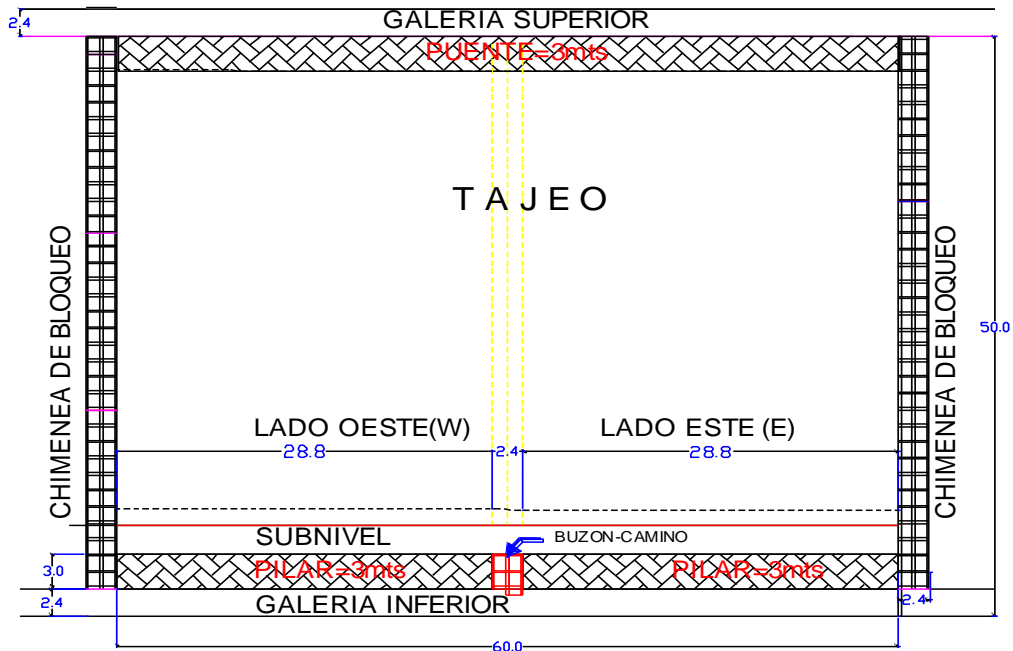 2.4
GALERIA SUPERIOR
PUENTE=3mts
T A J E O
CHIMENEA DE BLOQUEO
CHIMENEA DE BLOQUEO
50.0
LADO OESTE(W)
LADO ESTE (E)
28.8
2.4
28.8
SUBNIVEL
BUZON-CAMINO
3.0
PILAR=3mts
PILAR=3mts
2.4
GALERIA INFERIOR
2.4
60.0